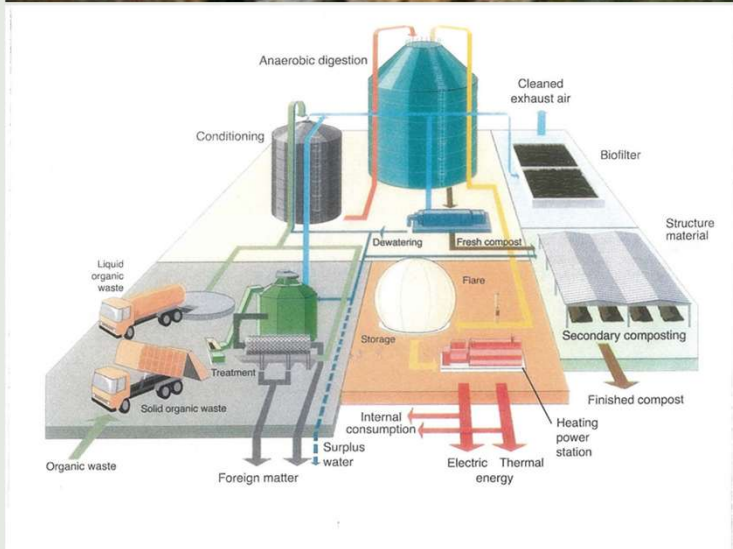 Anaerobic digestion
Cleaned
exhaust air
Conditioning
Biofilter
Structure
material
Dewatering
Fresh compost
Liquid
organic
waste
Flare
Storage
Secondary composting
Treatment
Solid organic waste
Finished compost
Internal
consumption
Heating
power
station
Surplus
water
Organic waste
Foreign matter
Electric Thermal
energy